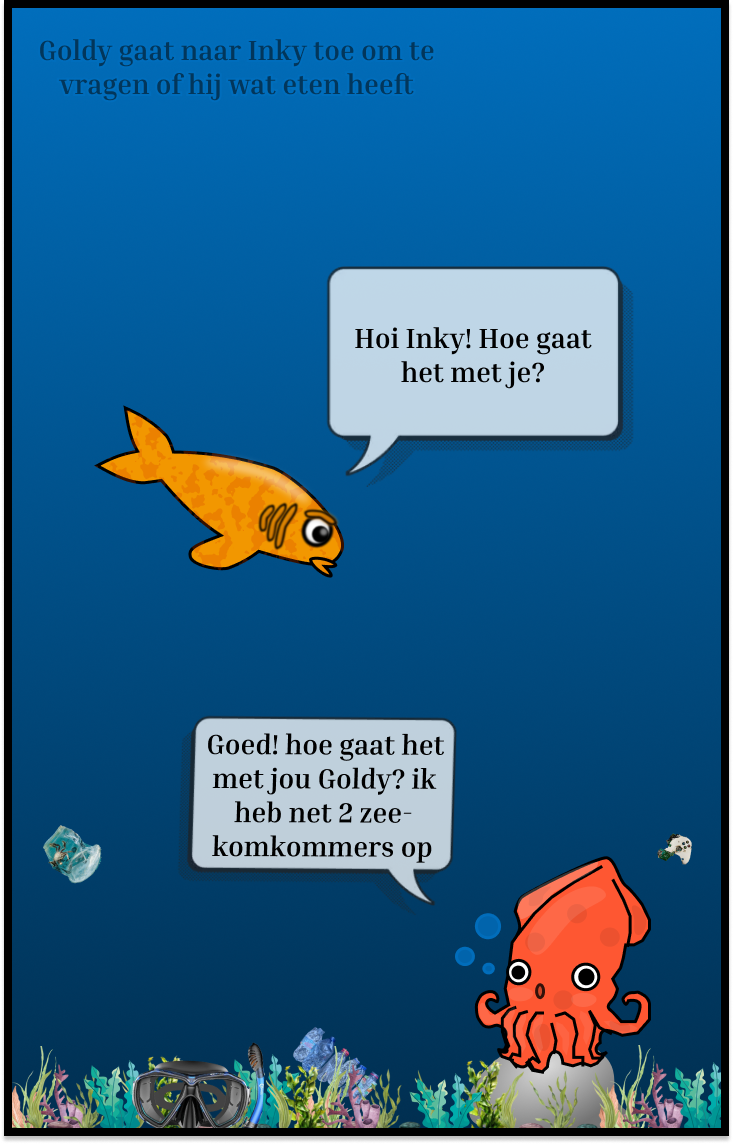 Goldy gaat naar Inky toe om te
vragen of hij wat eten heeft
Hoi Inky! Hoe gaat
het met je?
Goed! hoe gaat het
met jou Goldy? ik
heb net 2 zee-
komkommers op